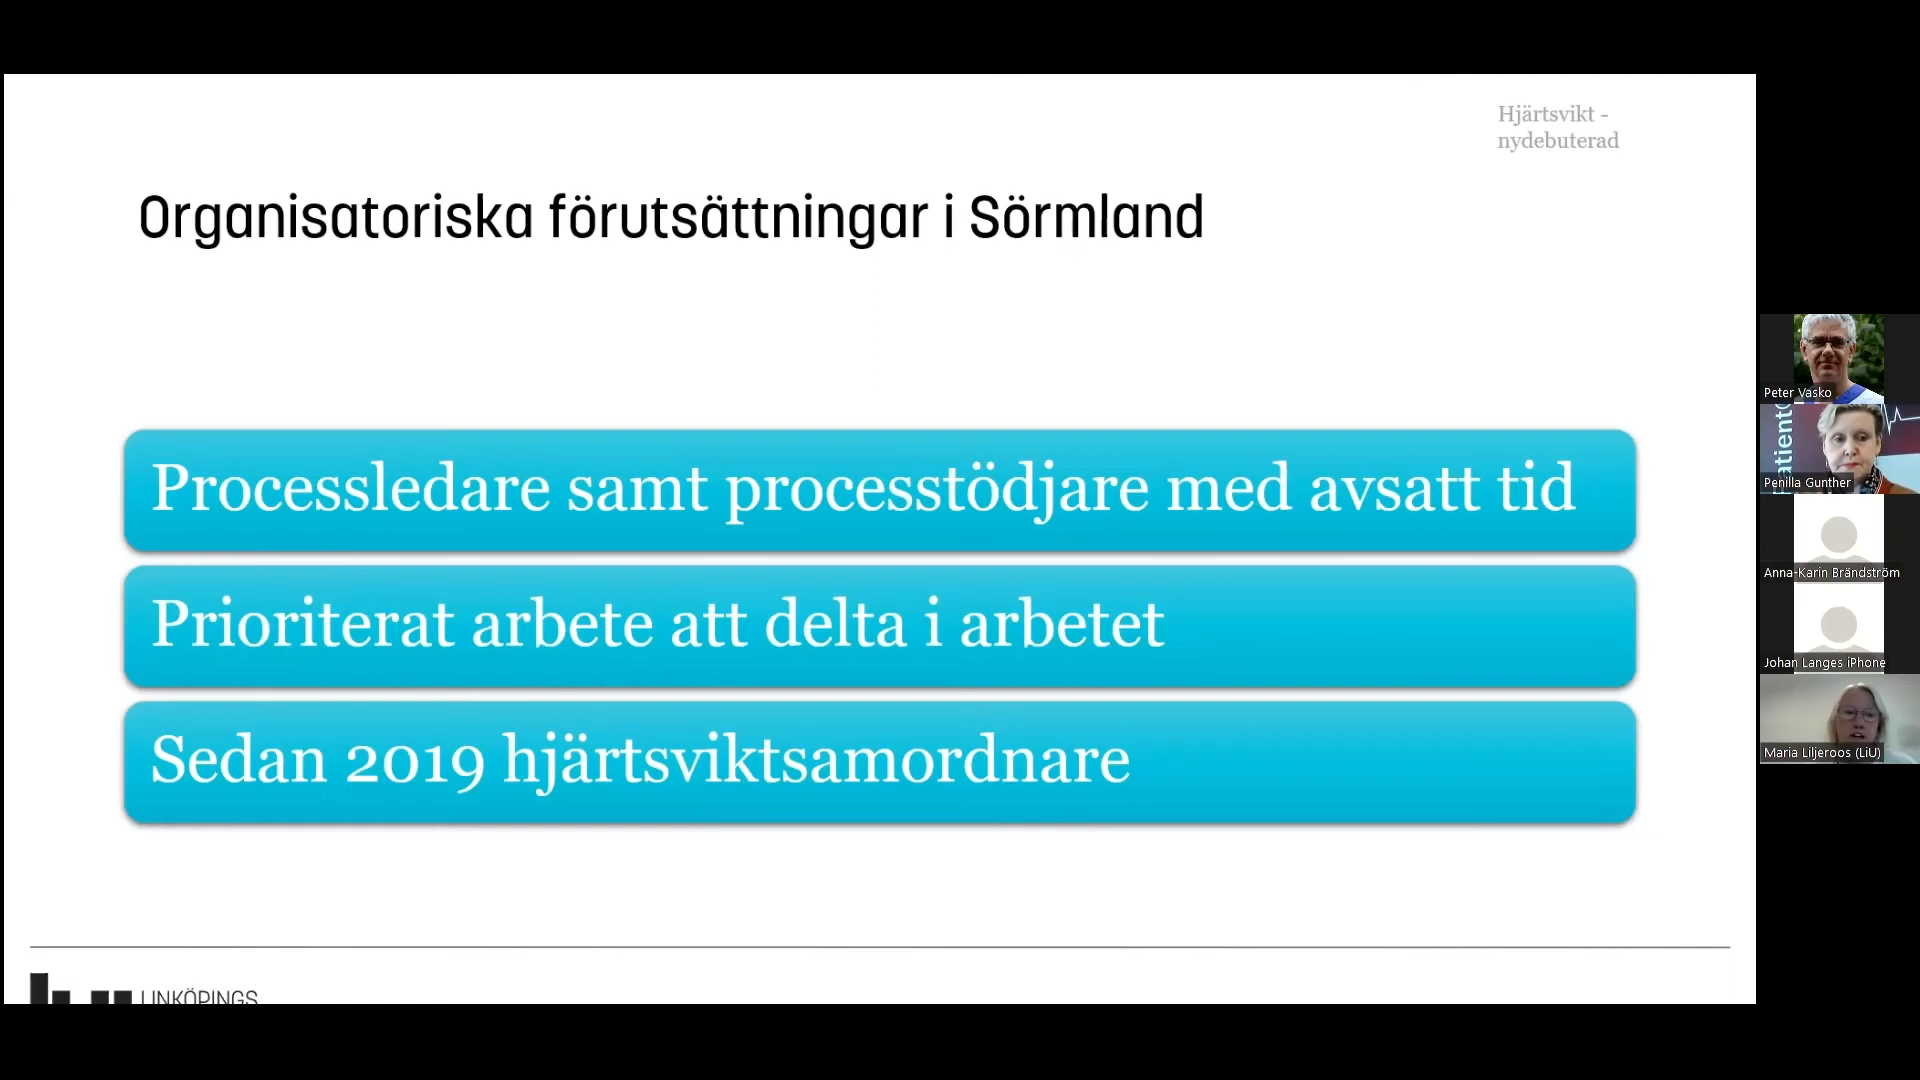 Hjärtsvikt -
nydebuterad
Organisatoriska förutsättningar i Sörmland
Processledare samt processtödjare med avsatt tid
Prioriterat arbete att delta i arbetet
Sedan 2019 hjärtsviktsamordnare
LINKÖPINGS
Peter Vasko
Penilla Gunther
Anna-Karin Brändström
Johan Langes iPhone
Maria Liljeroos (LiU)